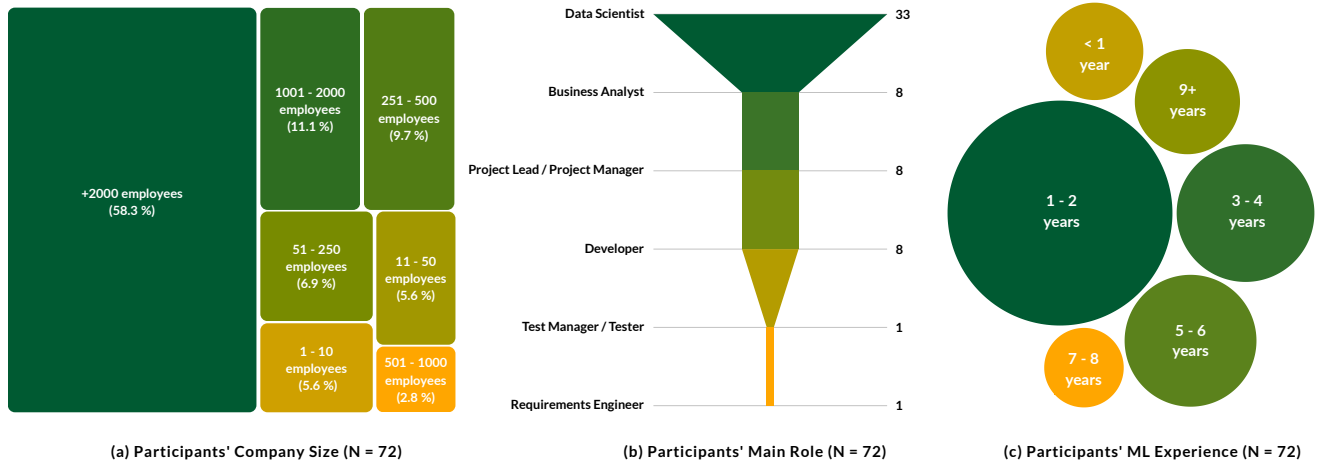 +2000 employees
(58.3 %)
1001 - 2000
employees
(11.1 %)
251 - 500
employees
(9.7 %)
51 - 250
employees
(6.9 %)
11 - 50
employees
(5.6 %)
1 - 10
employees
(5.6 %)
501 - 1000
employees
(2.8 %)
(a) Participants' Company Size (N = 72)
Data Scientist 33
Business Analyst 8
Project Lead / Project Manager 8
Developer 8
Test Manager / Tester 1
Requirements Engineer 1
(b) Participants' Main Role (N = 72)
< 1
year
9+
years
1 - 2
years
3 - 4
years
5 - 6
years
7 - 8
years
(c) Participants' ML Experience (N = 72)